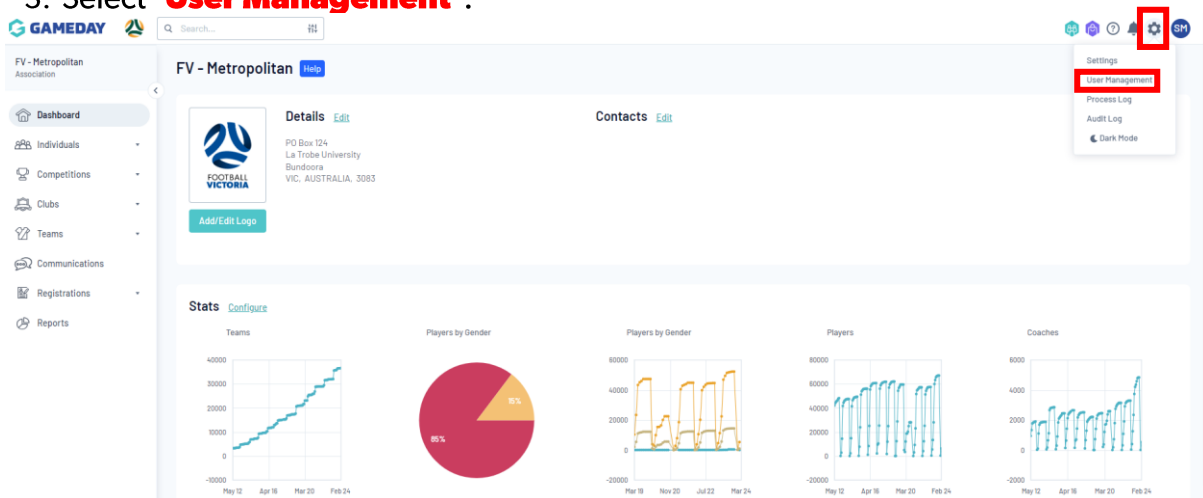 3. Select "User Management".
GAMEDAY
Search...
SM
FV - Metropolitan
Association
FV - Metropolitan Help
Settings
User Management
Process Log
Audit Log
Dark Mode
Dashboard
Individuals
Competitions
Clubs
Teams
Communications
Registrations
Reports
FOOTBALL
VICTORIA
Add/Edit Logo
Details Edit
PO Box 124
La Trobe University
Bundoora
VIC, AUSTRALIA, 3083
Contacts Edit
Stats Configure
Teams
40000
30000
20000
10000
0
-10000
May 12 Apr 16 Mar 20 Feb 24
Players by Gender
15%
85%
Players by Gender
60000
40000
20000
0
-20000
Mar 19 Nov 20 Jul 22 Mar 24
Players
80000
60000
40000
20000
0
-20000
May 12 Apr 16 Mar 20 Feb 24
Coaches
6000
4000
2000
0
-2000
May 12 Apr 16 Mar 20 Feb 24